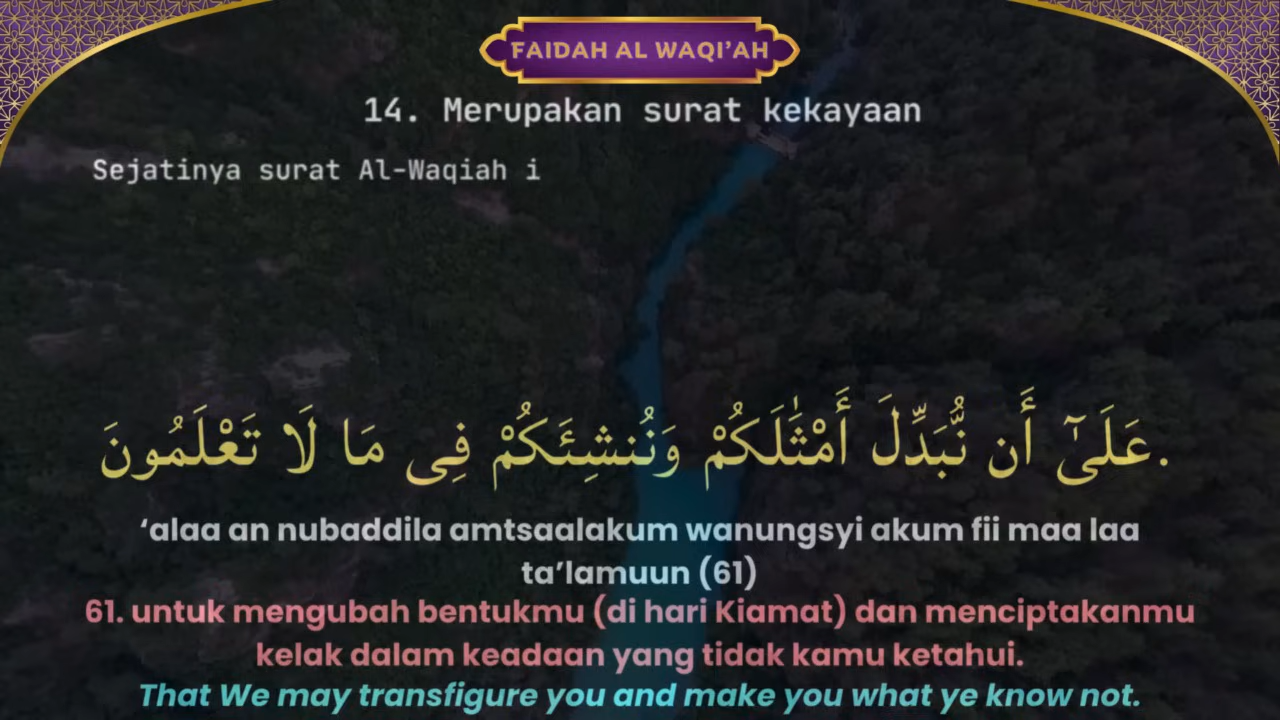 FAIDAH AL WAQI'AH
14. Merupakan surat kekayaan
Sejatinya surat Al-Waqiah i
عَلَىٰٓ أَن نُّبَدِّلَ أَمْثَٰلَكُمْ وَنُنشِئَكُمْ فِى مَا لَا تَعْلَمُونَ.
‘alaa an nubaddila amtsaalakum wanungsyi akum fii maa laa
ta’lamuun (61)
61. untuk mengubah bentukmu (di hari Kiamat) dan menciptakanmu
kelak dalam keadaan yang tidak kamu ketahui.
That We may transfigure you and make you what ye know not.